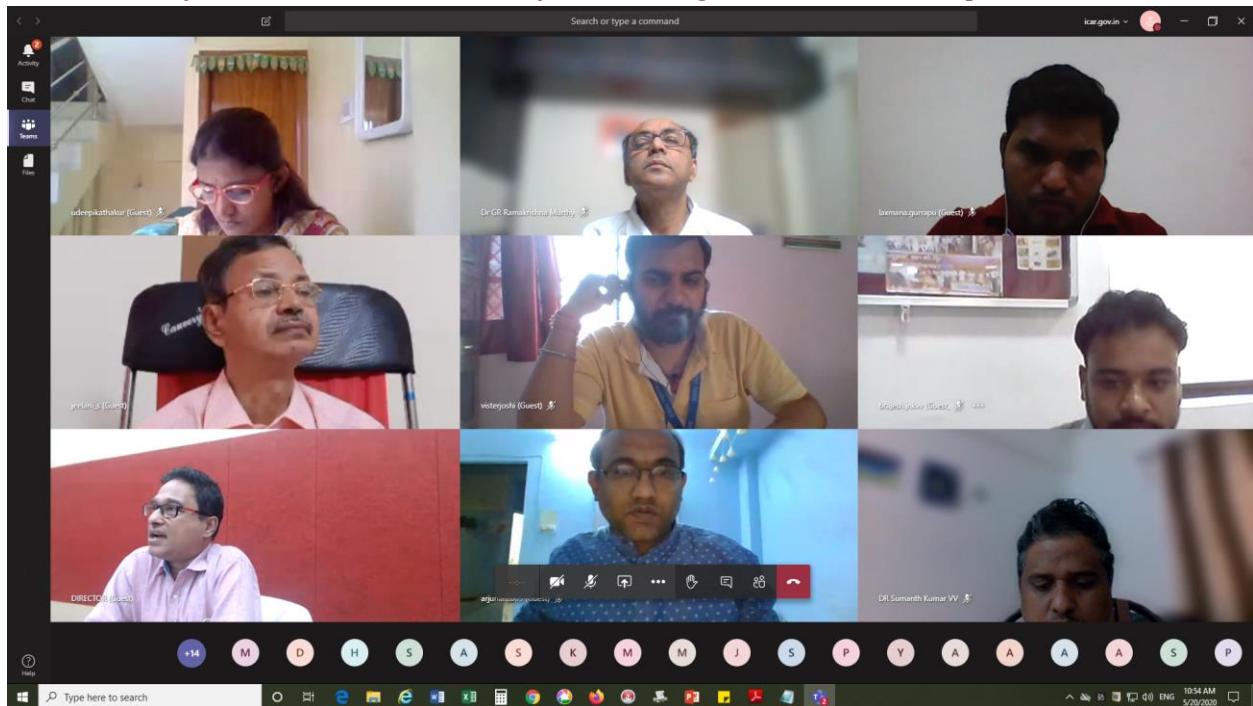 Search or type a command
icar.gov.in
2
Activity
Chat
Teams
Files
udeepikathakur (Guest)
Dr GR Ramakrishna Murthy
laxmana.gurrapu (Guest)
jeelani_s (Guest)
visterjoshi (Guest)
DIRECTOR (Guest)
DR Sumanth Kumar VV
+14
M
D
H
S
A
S
K
M
M
J
S
P
Y
A
A
A
A
S
P
Help
Type here to search
ENG
10:54 AM
5/20/2020